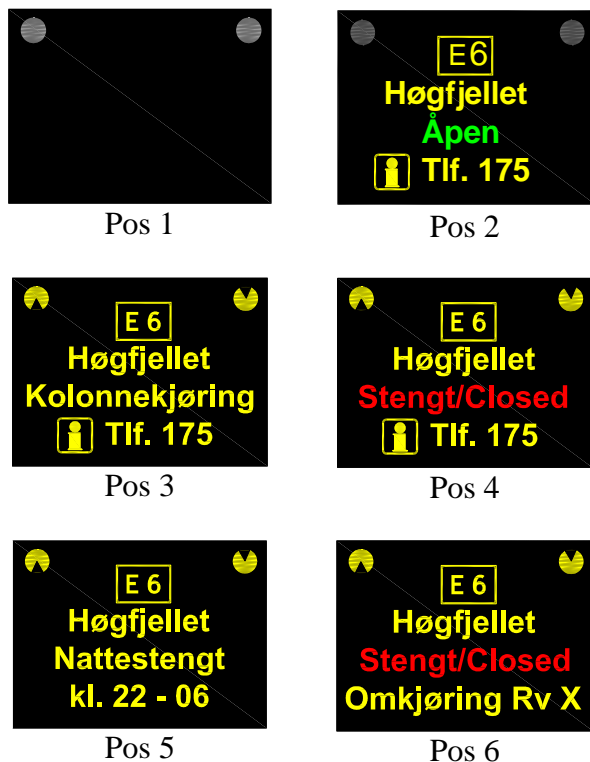 Pos 1
E6
Høgfjellet
Åpen
i Tlf. 175
Pos 2
E 6
Høgfjellet
Kolonnekjøring
i Tlf. 175
Pos 3
E 6
Høgfjellet
Stengt/Closed
i Tlf. 175
Pos 4
E 6
Høgfjellet
Nattestengt
kl. 22 - 06
Pos 5
E 6
Høgfjellet
Stengt/Closed
Omkjøring Rv X
Pos 6